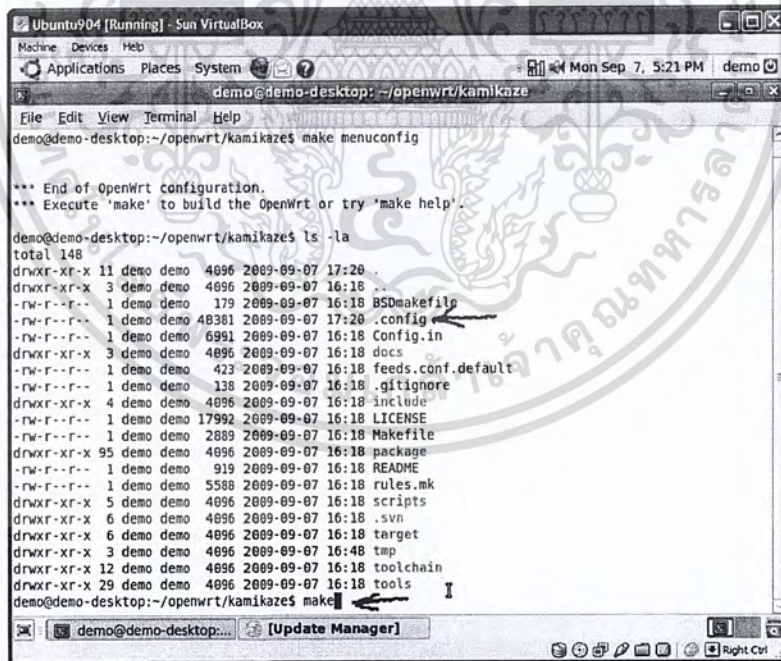 Ubuntu904 [Running] - Sun VirtualBox
Machine Devices Help
Applications Places System Mon Sep 7, 5:21 PM demo
demo@demo-desktop: ~/openwrt/kamikaze
File Edit View Terminal Help
demo@demo-desktop:~/openwrt/kamikaze$ make menuconfig
*** End of OpenWrt configuration.
*** Execute 'make' to build the OpenWrt or try 'make help'.
demo@demo-desktop:~/openwrt/kamikaze$ ls -la
total 148
drwxr-xr-x 11 demo demo 4096 2009-09-07 17:20 .
drwxr-xr-x 3 demo demo 4096 2009-09-07 16:18 ..
-rw-r--r-- 1 demo demo 179 2009-09-07 16:18 BSDmakefile
-rw-r--r-- 1 demo demo 48381 2009-09-07 17:20 .config
-rw-r--r-- 1 demo demo 6991 2009-09-07 16:18 Config.in
drwxr-xr-x 3 demo demo 4096 2009-09-07 16:18 docs
-rw-r--r-- 1 demo demo 423 2009-09-07 16:18 feeds.conf.default
-rw-r--r-- 1 demo demo 138 2009-09-07 16:18 .gitignore
drwxr-xr-x 4 demo demo 4096 2009-09-07 16:18 include
-rw-r--r-- 1 demo demo 17992 2009-09-07 16:18 LICENSE
-rw-r--r-- 1 demo demo 2889 2009-09-07 16:18 Makefile
drwxr-xr-x 95 demo demo 4096 2009-09-07 16:18 package
-rw-r--r-- 1 demo demo 919 2009-09-07 16:18 README
-rw-r--r-- 1 demo demo 5588 2009-09-07 16:18 rules.mk
drwxr-xr-x 5 demo demo 4096 2009-09-07 16:18 scripts
drwxr-xr-x 6 demo demo 4096 2009-09-07 16:18 .svn
drwxr-xr-x 6 demo demo 4096 2009-09-07 16:18 target
drwxr-xr-x 3 demo demo 4096 2009-09-07 16:48 tmp
drwxr-xr-x 12 demo demo 4096 2009-09-07 16:18 toolchain
drwxr-xr-x 29 demo demo 4096 2009-09-07 16:18 tools
demo@demo-desktop:~/openwrt/kamikaze$ make
demo@demo-desktop:... [Update Manager]
Right Ctrl